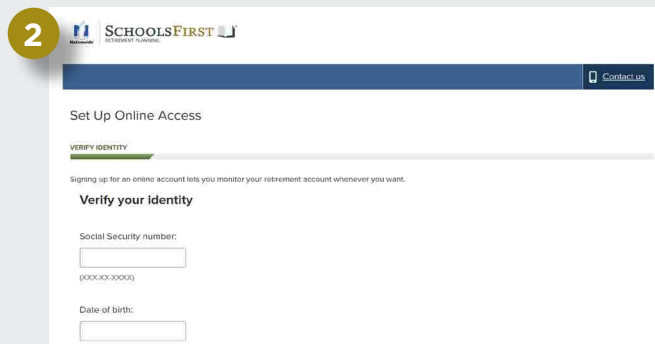 2
Nationwide
SCHOOLSFIRST
RETIREMENT PLANNING
Contact us
Set Up Online Access
VERIFY IDENTITY
Signing up for an online account lets you monitor your retirement account whenever you want.
Verify your identity
Social Security number:
(XXX-XX-XXXX)
Date of birth: